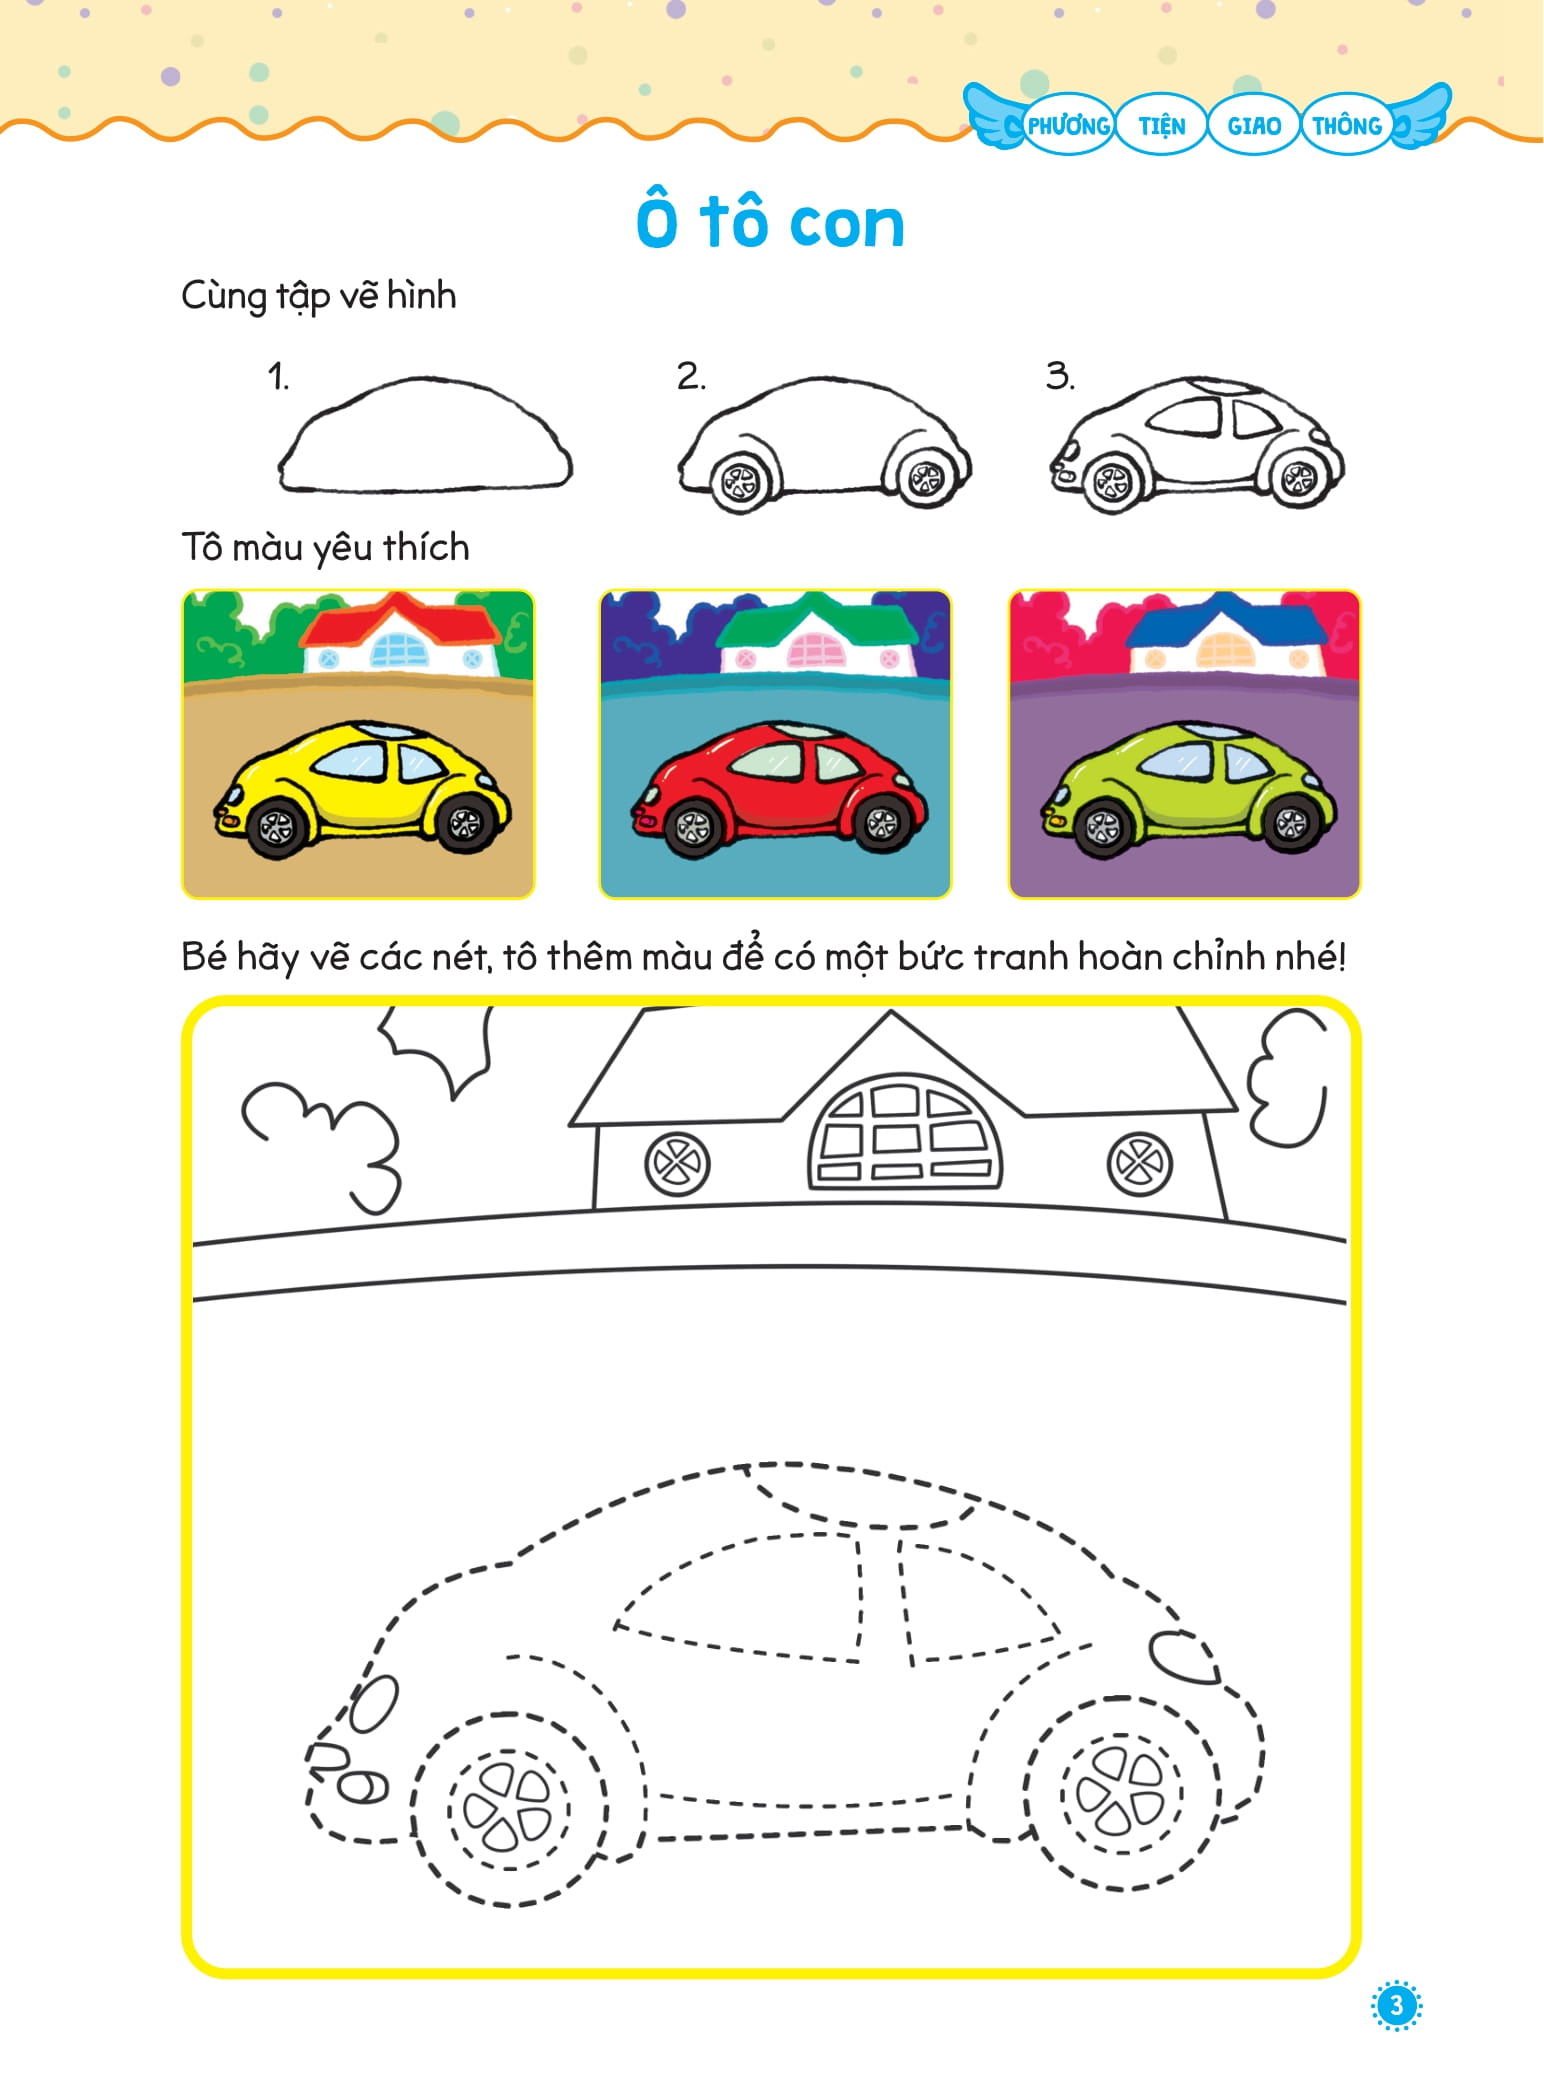 PHƯƠNG TIỆN GIAO THÔNG
Ô tô con
Cùng tập vẽ hình
1. 2. 3.
Tô màu yêu thích
Bé hãy vẽ các nét, tô thêm màu để có một bức tranh hoàn chỉnh nhé!
3